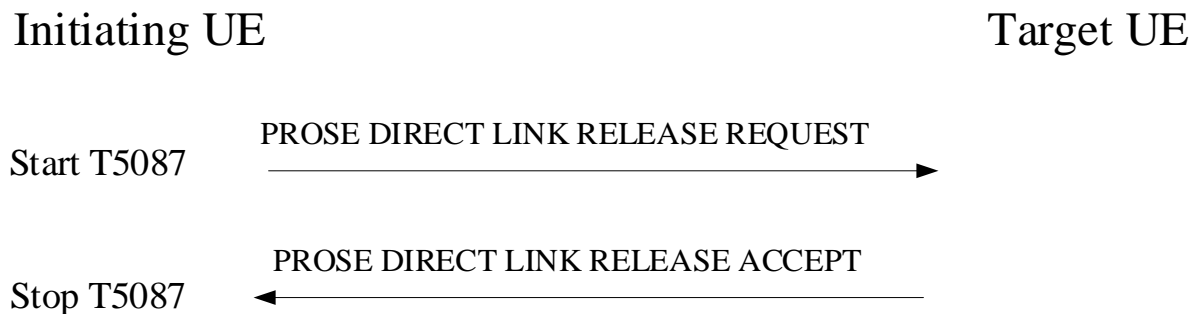 Initiating UE
Target UE
PROSE DIRECT LINK RELEASE REQUEST
Start T5087
PROSE DIRECT LINK RELEASE ACCEPT
Stop T5087